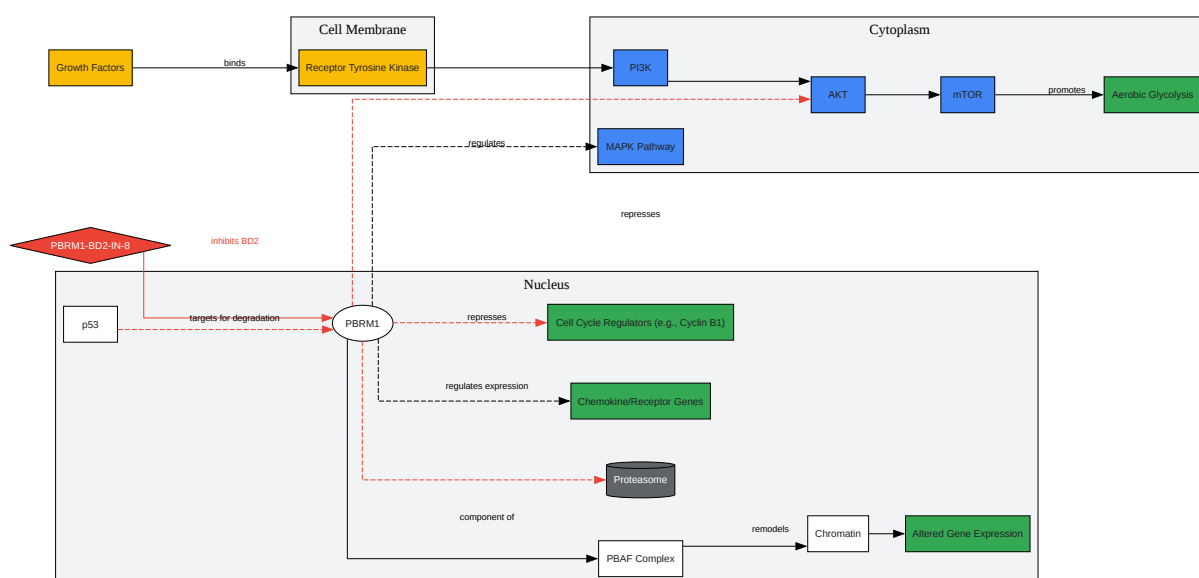 Cell Membrane
Cytoplasm
Growth Factors
binds
Receptor Tyrosine Kinase
PI3K
AKT
mTOR
promotes
Aerobic Glycolysis
regulates
MAPK Pathway
represses
PBRM1-BD2-IN-8
inhibits BD2
Nucleus
p53
targets for degradation
PBRM1
represses
Cell Cycle Regulators (e.g., Cyclin B1)
regulates expression
Chemokine/Receptor Genes
Proteasome
component of
PBAF Complex
remodels
Chromatin
Altered Gene Expression